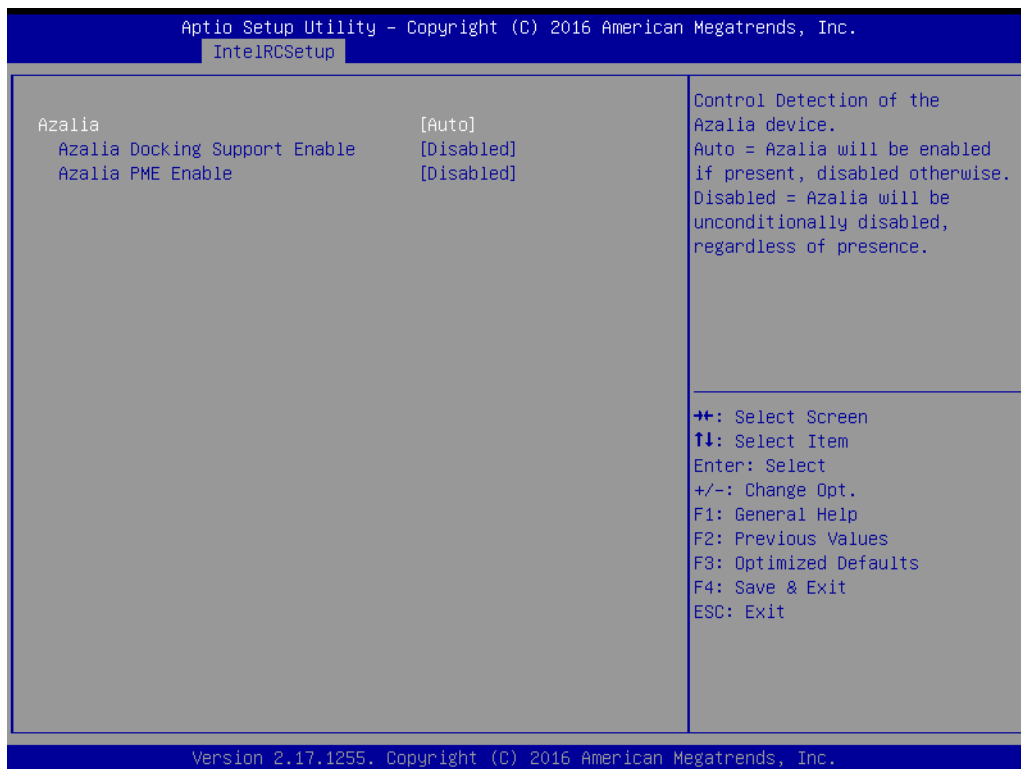 Aptio Setup Utility – Copyright (C) 2016 American Megatrends, Inc.
IntelRCSetup
Azalia [Auto]
Azalia Docking Support Enable [Disabled]
Azalia PME Enable [Disabled]
Control Detection of the
Azalia device.
Auto = Azalia will be enabled
if present, disabled otherwise.
Disabled = Azalia will be
unconditionally disabled,
regardless of presence.
→←: Select Screen
↑↓: Select Item
Enter: Select
+/-: Change Opt.
F1: General Help
F2: Previous Values
F3: Optimized Defaults
F4: Save & Exit
ESC: Exit
Version 2.17.1255. Copyright (C) 2016 American Megatrends, Inc.